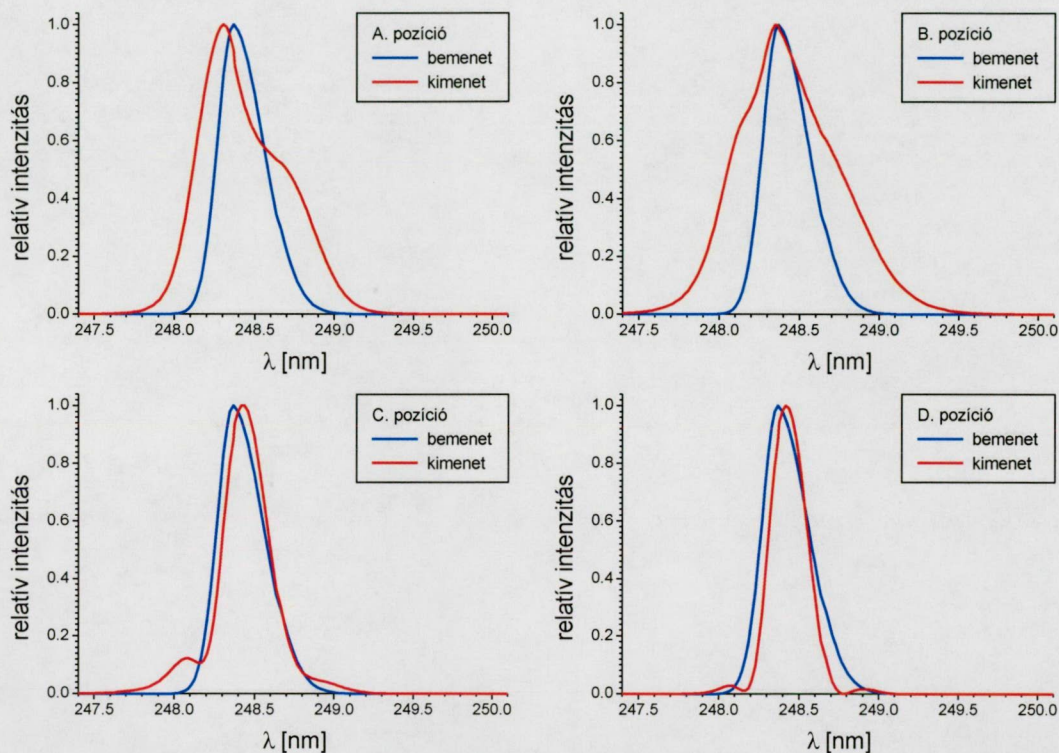 A. pozíció
bemenet
kimenet
relatív intenzitás
1.0
0.8
0.6
0.4
0.2
0.0
247.5 248.0 248.5 249.0 249.5 250.0
λ [nm]
B. pozíció
bemenet
kimenet
relatív intenzitás
1.0
0.8
0.6
0.4
0.2
0.0
247.5 248.0 248.5 249.0 249.5 250.0
λ [nm]
C. pozíció
bemenet
kimenet
relatív intenzitás
1.0
0.8
0.6
0.4
0.2
0.0
247.5 248.0 248.5 249.0 249.5 250.0
λ [nm]
D. pozíció
bemenet
kimenet
relatív intenzitás
1.0
0.8
0.6
0.4
0.2
0.0
247.5 248.0 248.5 249.0 249.5 250.0
λ [nm]